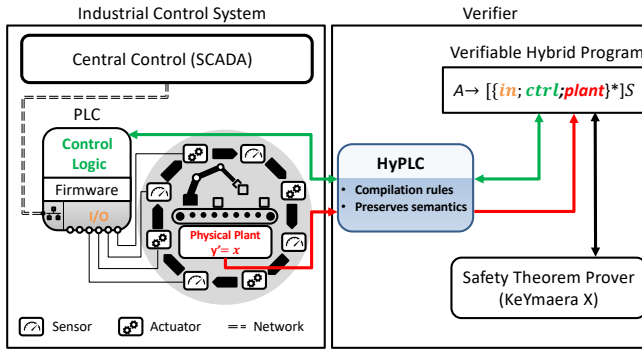 Industrial Control System
Verifier
Central Control (SCADA)
PLC
Control
Logic
Firmware
I/O
Physical Plant
y'= x
Sensor
Actuator
Network
HyPLC
• Compilation rules
• Preserves semantics
Verifiable Hybrid Program
A→ [{in; ctrl;plant}*]S
Safety Theorem Prover
(KeYmaera X)